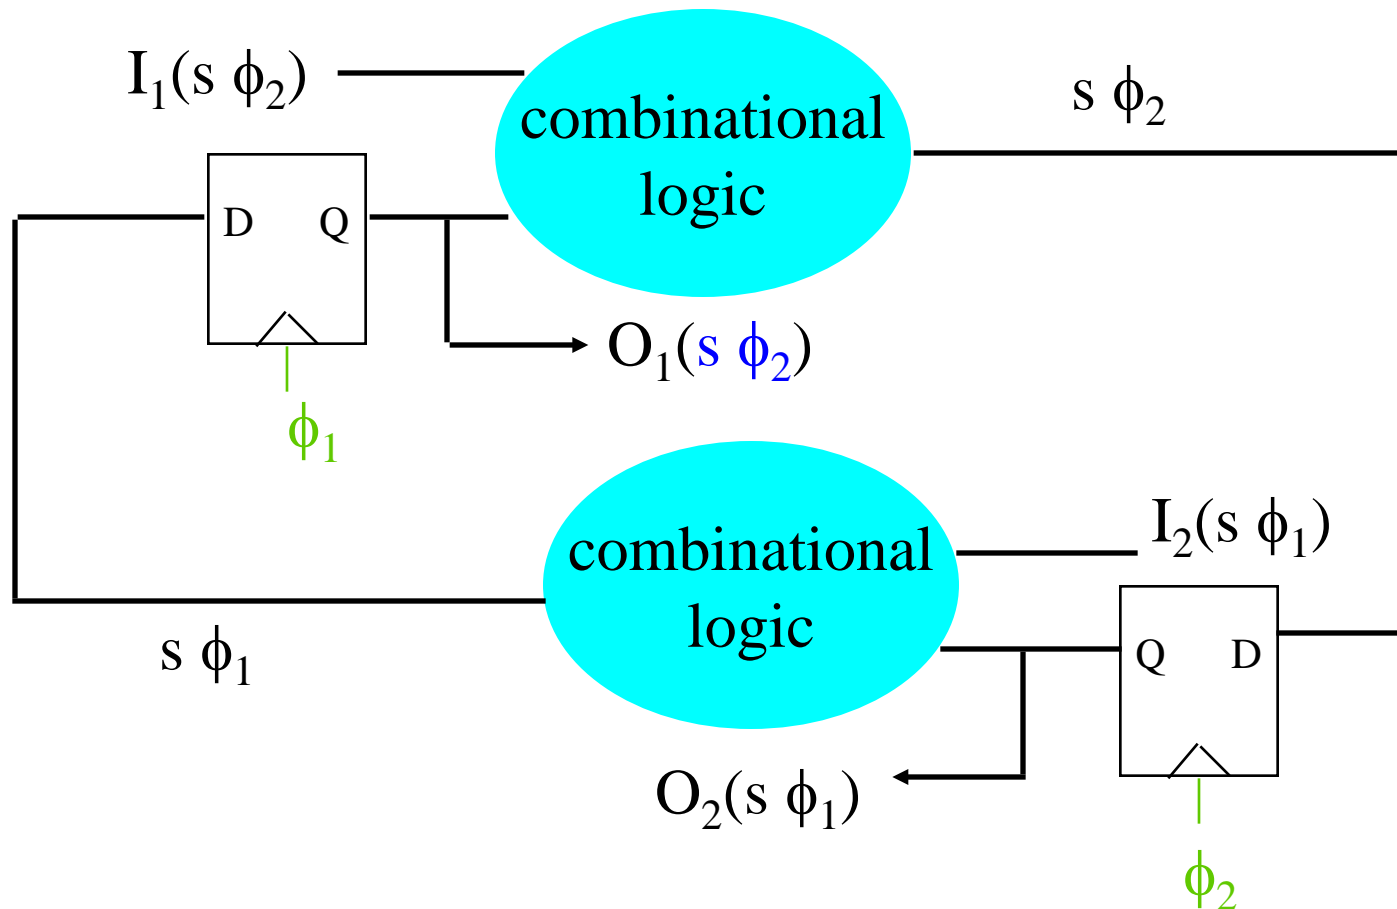 I₁(s ϕ₂)
s ϕ₂
combinational
logic
D Q
O₁(s ϕ₂)
ϕ₁
I₂(s ϕ₁)
combinational
logic
s ϕ₁
Q D
O₂(s ϕ₁)
ϕ₂